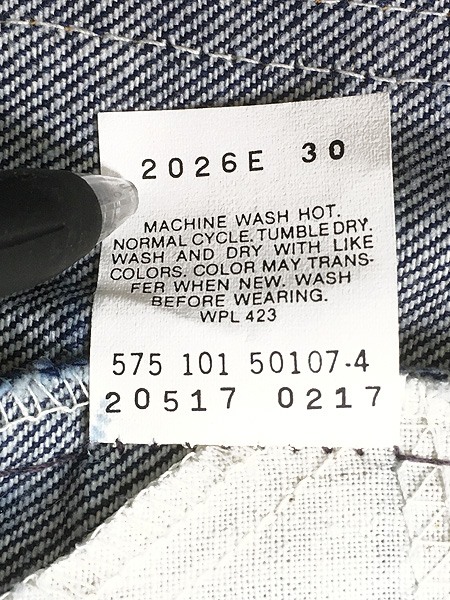 2026E 30
MACHINE WASH HOT.
NORMAL CYCLE. TUMBLE DRY.
WASH AND DRY WITH LIKE
COLORS. COLOR MAY TRANS-
FER WHEN NEW. WASH
BEFORE WEARING.
WPL 423
575 101 50107-4
20517 0217